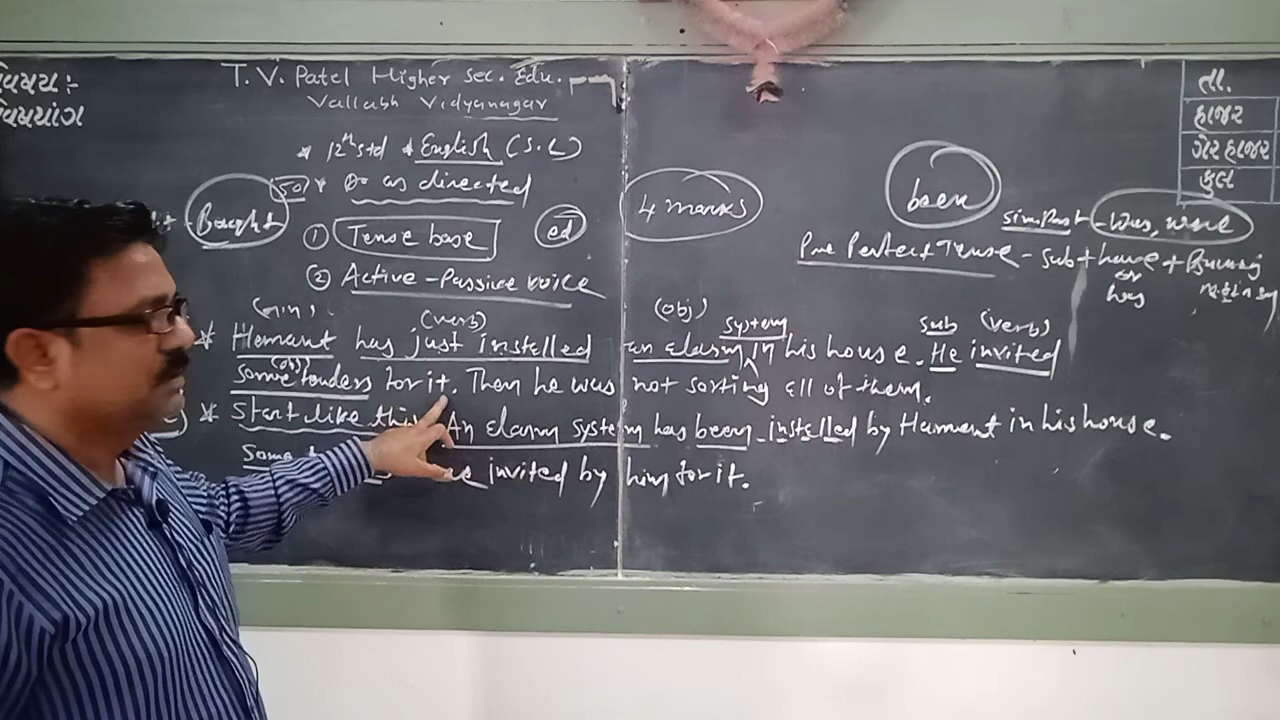 વિષય :-
વિષયાંગ
T. V. Patel Higher sec. Edu.
Vallabh Vidyanagar
* 12th std * English (S.L)
50 * Do as directed
Bought
① Tense base
ed
② Active - Passive voice
4 marks
been
sim. Past - was, were
Pre Perfect Tense - sub + have +
or
has
તા.
હાજર
ગેર હાજર
કુલ
(verb) (obj) system sub (verb)
* Hemant has just installed an alarm in his house. He invited
(obj)
some tenders for it. Then he was not sorting all of them.
* Start like this An alarm system has been installed by Hemant in his house.
Some invited by him for it.